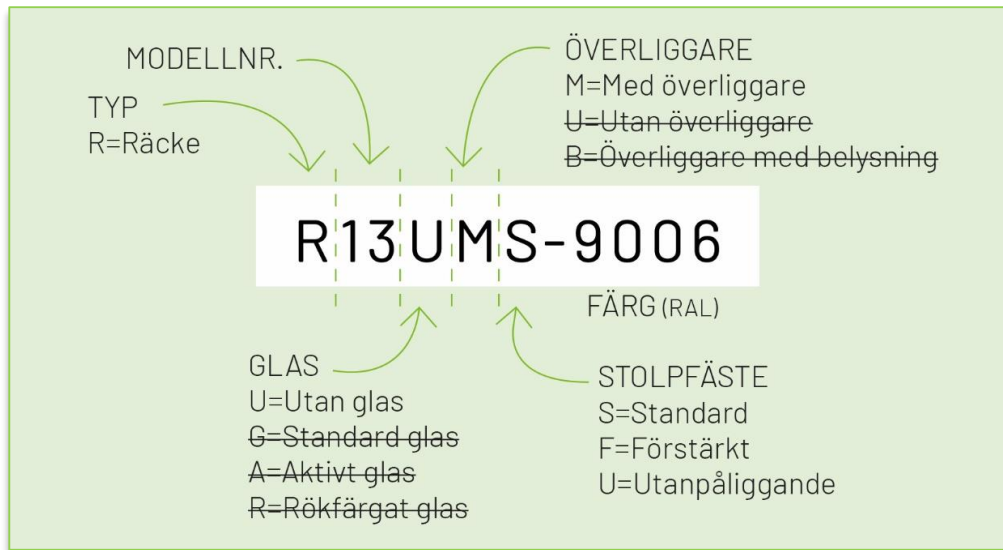 MODELLNR.
TYP
R=Räcke
ÖVERLIGGARE
M=Med överliggare
U=Utan överliggare
B=Överliggare med belysning
R13UMS-9006
FÄRG (RAL)
GLAS
U=Utan glas
G=Standard glas
A=Aktivt glas
R=Rökfärgat glas
STOLPFÄSTE
S=Standard
F=Förstärkt
U=Utanpåliggande